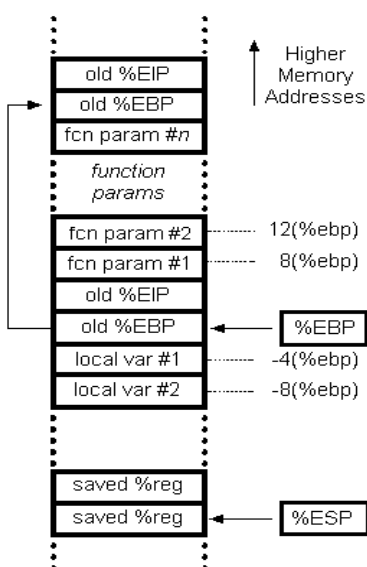 Higher
Memory
Addresses
old %EIP
old %EBP
fcn param #n
function
params
fcn param #2 12(%ebp)
fcn param #1 8(%ebp)
old %EIP
old %EBP %EBP
local var #1 -4(%ebp)
local var #2 -8(%ebp)
saved %reg
saved %reg %ESP